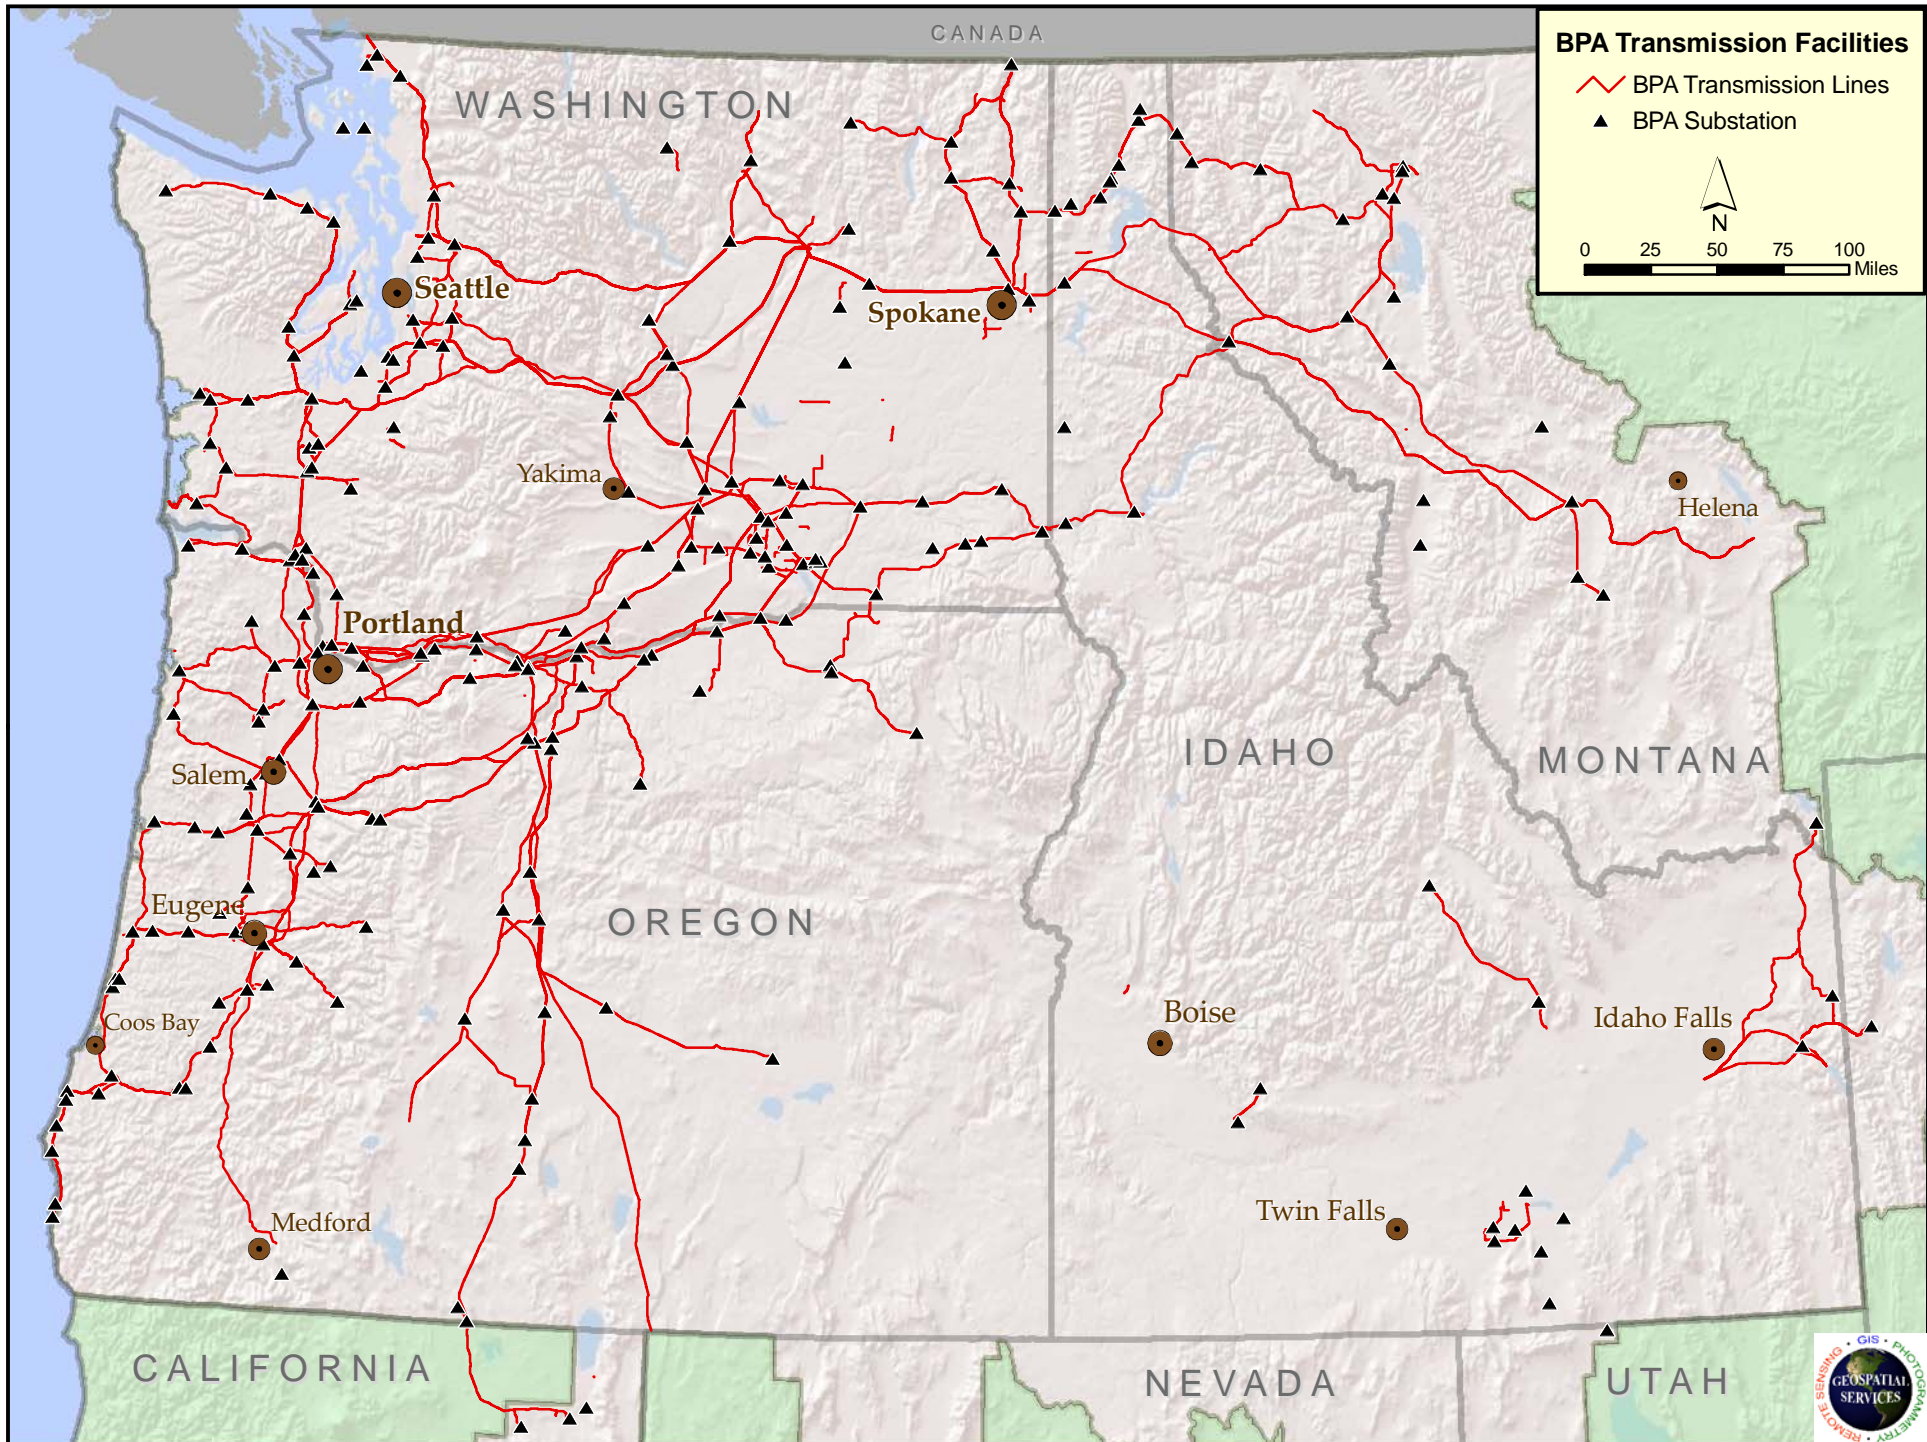 CANADA
BPA Transmission Facilities
BPA Transmission Lines
BPA Substation
N
0 25 50 75 100
Miles
WASHINGTON
Seattle
Spokane
Yakima
Helena
Portland
IDAHO
MONTANA
Salem
Eugene
OREGON
Coos Bay
Boise
Idaho Falls
Medford
Twin Falls
CALIFORNIA
NEVADA
UTAH
REMOTE SENSING • GIS • PHOTOGRAMMETRY •
GEOSPATIAL
SERVICES